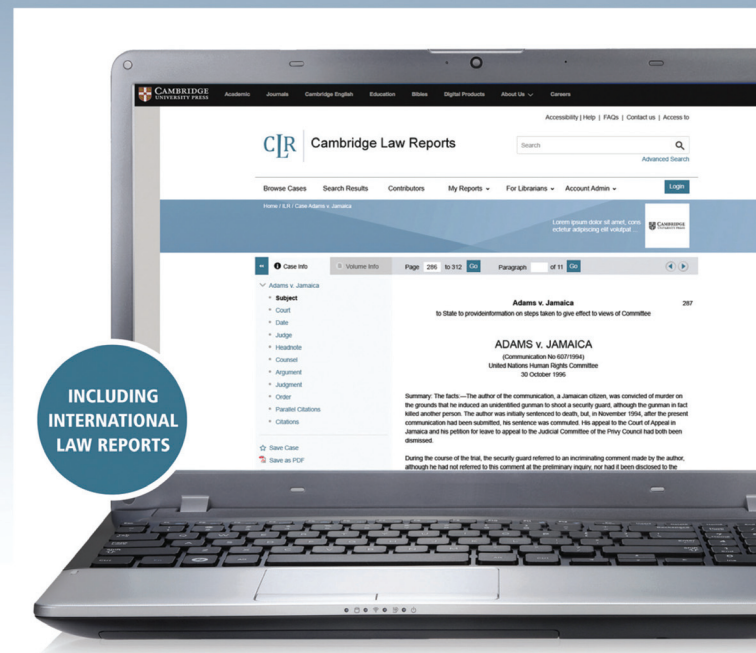 CAMBRIDGE
UNIVERSITY PRESS
Academic Journals Cambridge English Education Bibles Digital Products About Us Careers
Accessibility | Help | FAQs | Contact us | Access to
CLR Cambridge Law Reports
Search
Advanced Search
Browse Cases Search Results Contributors My Reports For Librarians Account Admin Login
Home / ILR / Case Adams v. Jamaica
Lorem ipsum dolor sit amet, cons
ectetur adipiscing elit volutpat ...
CAMBRIDGE
UNIVERSITY PRESS
Case Info Volume Info Page 286 to 312 Go Paragraph of 11 Go
Adams v. Jamaica
Subject
Court
Date
Judge
Headnote
Counsel
Argument
Judgment
Order
Parallel Citations
Citations
Save Case
Save as PDF
Adams v. Jamaica 287
to State to provideinformation on steps taken to give effect to views of Committee
ADAMS v. JAMAICA
(Communication No 607/1994)
United Nations Human Rights Committee
30 October 1996
Summary: The facts:—The author of the communication, a Jamaican citizen, was convicted of murder on
the grounds that he induced an unidentified gunman to shoot a security guard, although the gunman in fact
killed another person. The author was initially sentenced to death, but, in November 1994, after the present
communication had been submitted, his sentence was commuted. His appeal to the Court of Appeal in
Jamaica and his petition for leave to appeal to the Judicial Committee of the Privy Council had both been
dismissed.
During the course of the trial, the security guard referred to an incriminating comment made by the author,
although he had not referred to this comment at the preliminary inquiry, nor had it been disclosed to the
INCLUDING
INTERNATIONAL
LAW REPORTS